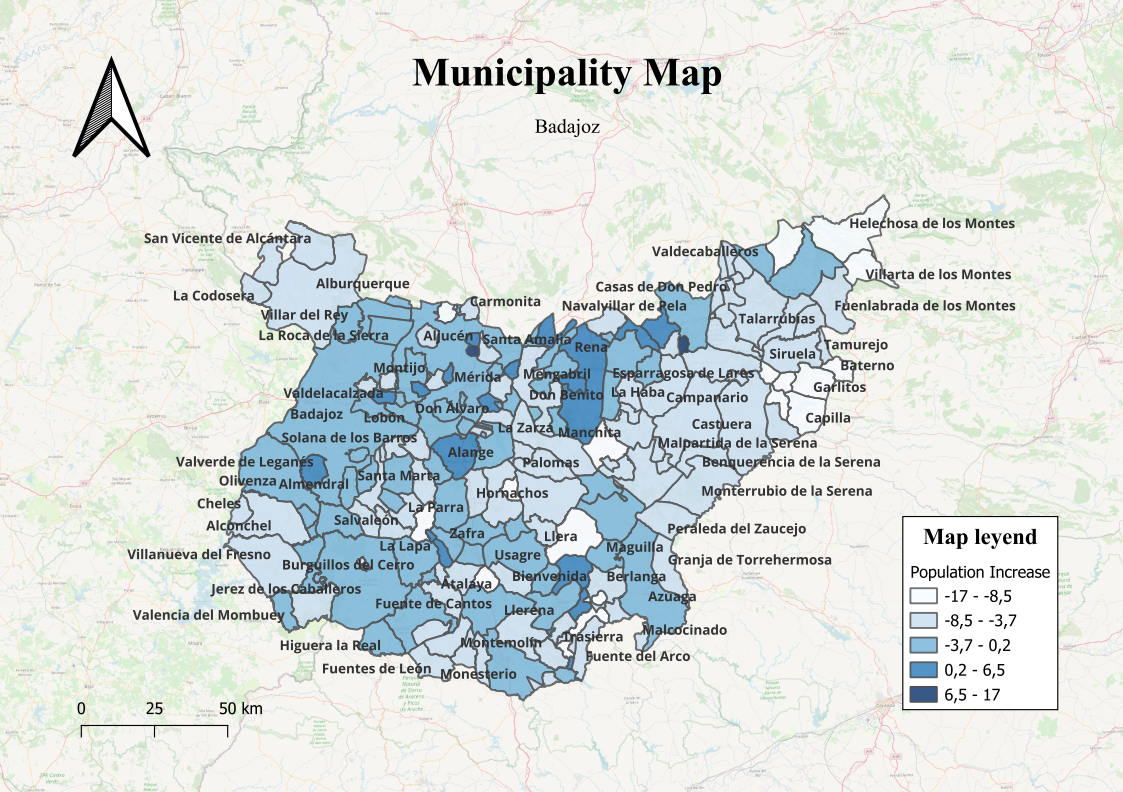 Municipality Map
Badajoz
San Vicente de Alcántara
Helechosa de los Montes
Valdecaballeros
Villarta de los Montes
Alburquerque
Casas de Don Pedro
La Codosera
Carmonita
Navalvillar de Pela
Fuenlabrada de los Montes
Villar del Rey
Talarrubias
La Roca de la Sierra
Aljucén
Santa Amalia
Rena
Tamurejo
Siruela
Baterno
Montijo
Mérida
Mengabril
Esparragosa de Lares
Garlitos
Valdelacalzada
Don Benito
La Haba
Campanario
Badajoz
Lobón
Don Álvaro
Capilla
La Zarza
Manchita
Castuera
Solana de los Barros
Malpartida de la Serena
Alange
Valverde de Leganés
Palomas
Benquerencia de la Serena
Olivenza
Almendral
Santa Marta
Hornachos
Monterrubio de la Serena
Cheles
La Parra
Alconchel
Salvaleón
Zafra
Llera
Peraleda del Zaucejo
Villanueva del Fresno
La Lapa
Usagre
Maguilla
Granja de Torrehermosa
Burguillos del Cerro
Bienvenida
Berlanga
Jerez de los Caballeros
Atalaya
Azuaga
Valencia del Mombuey
Fuente de Cantos
Llerena
Malcocinado
Higuera la Real
Montemolín
Trasierra
Fuente del Arco
Fuentes de León
Monesterio
Map leyend
Population Increase
-17 - -8,5
-8,5 - -3,7
-3,7 - 0,2
0,2 - 6,5
6,5 - 17
0 25 50 km